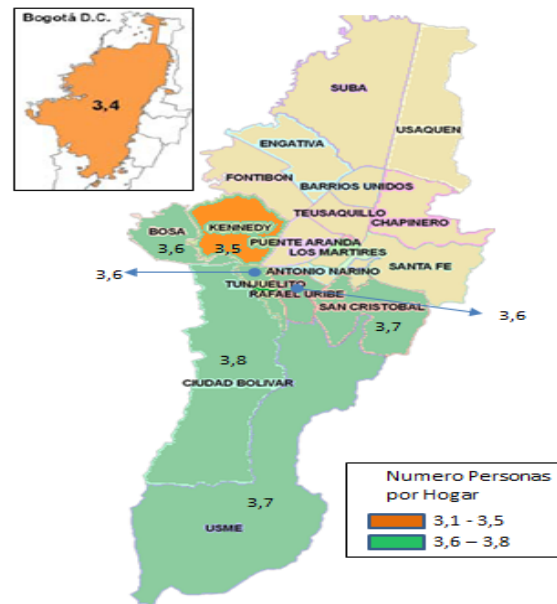 Bogotá D.C.
3,4
SUBA
USAQUEN
ENGATIVA
FONTIBON
BARRIOS UNIDOS
TEUSAQUILLO
CHAPINERO
BOSA
KENNEDY
3,6
3,5
PUENTE ARANDA
LOS MARTIRES
3,6
ANTONIO NARINO
SANTA FE
TUNJUELITO
RAFAEL URIBE
SAN CRISTOBAL
3,6
3,7
3,8
CIUDAD BOLIVAR
3,7
USME
Numero Personas
por Hogar
3,1 - 3,5
3,6 – 3,8